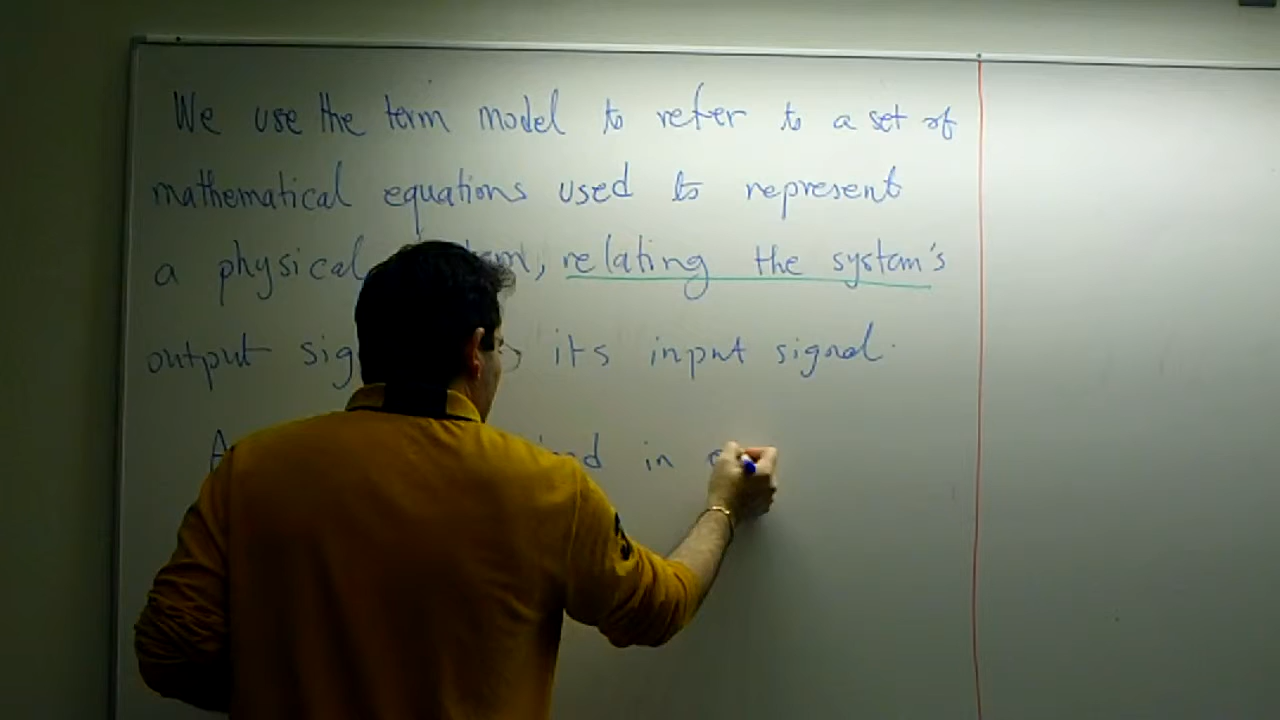 We use the term model to refer to a set of
mathematical equations used to represent
a physical relating the system's
output its input signal.
in